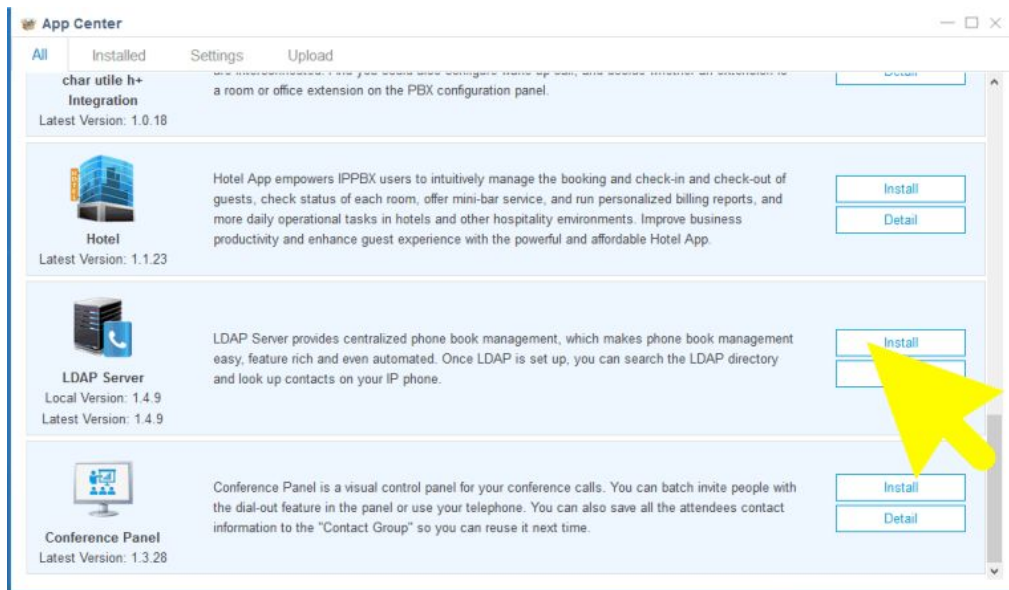 App Center
All Installed Settings Upload
char utile h+
Integration
Latest Version: 1.0.18
a room or office extension on the PBX configuration panel.
Detail
HOTEL
Hotel
Latest Version: 1.1.23
Hotel App empowers IPPBX users to intuitively manage the booking and check-in and check-out of
guests, check status of each room, offer mini-bar service, and run personalized billing reports, and
more daily operational tasks in hotels and other hospitality environments. Improve business
productivity and enhance guest experience with the powerful and affordable Hotel App.
Install
Detail
LDAP Server
Local Version: 1.4.9
Latest Version: 1.4.9
LDAP Server provides centralized phone book management, which makes phone book management
easy, feature rich and even automated. Once LDAP is set up, you can search the LDAP directory
and look up contacts on your IP phone.
Install
Conference Panel
Latest Version: 1.3.28
Conference Panel is a visual control panel for your conference calls. You can batch invite people with
the dial-out feature in the panel or use your telephone. You can also save all the attendees contact
information to the "Contact Group" so you can reuse it next time.
Install
Detail